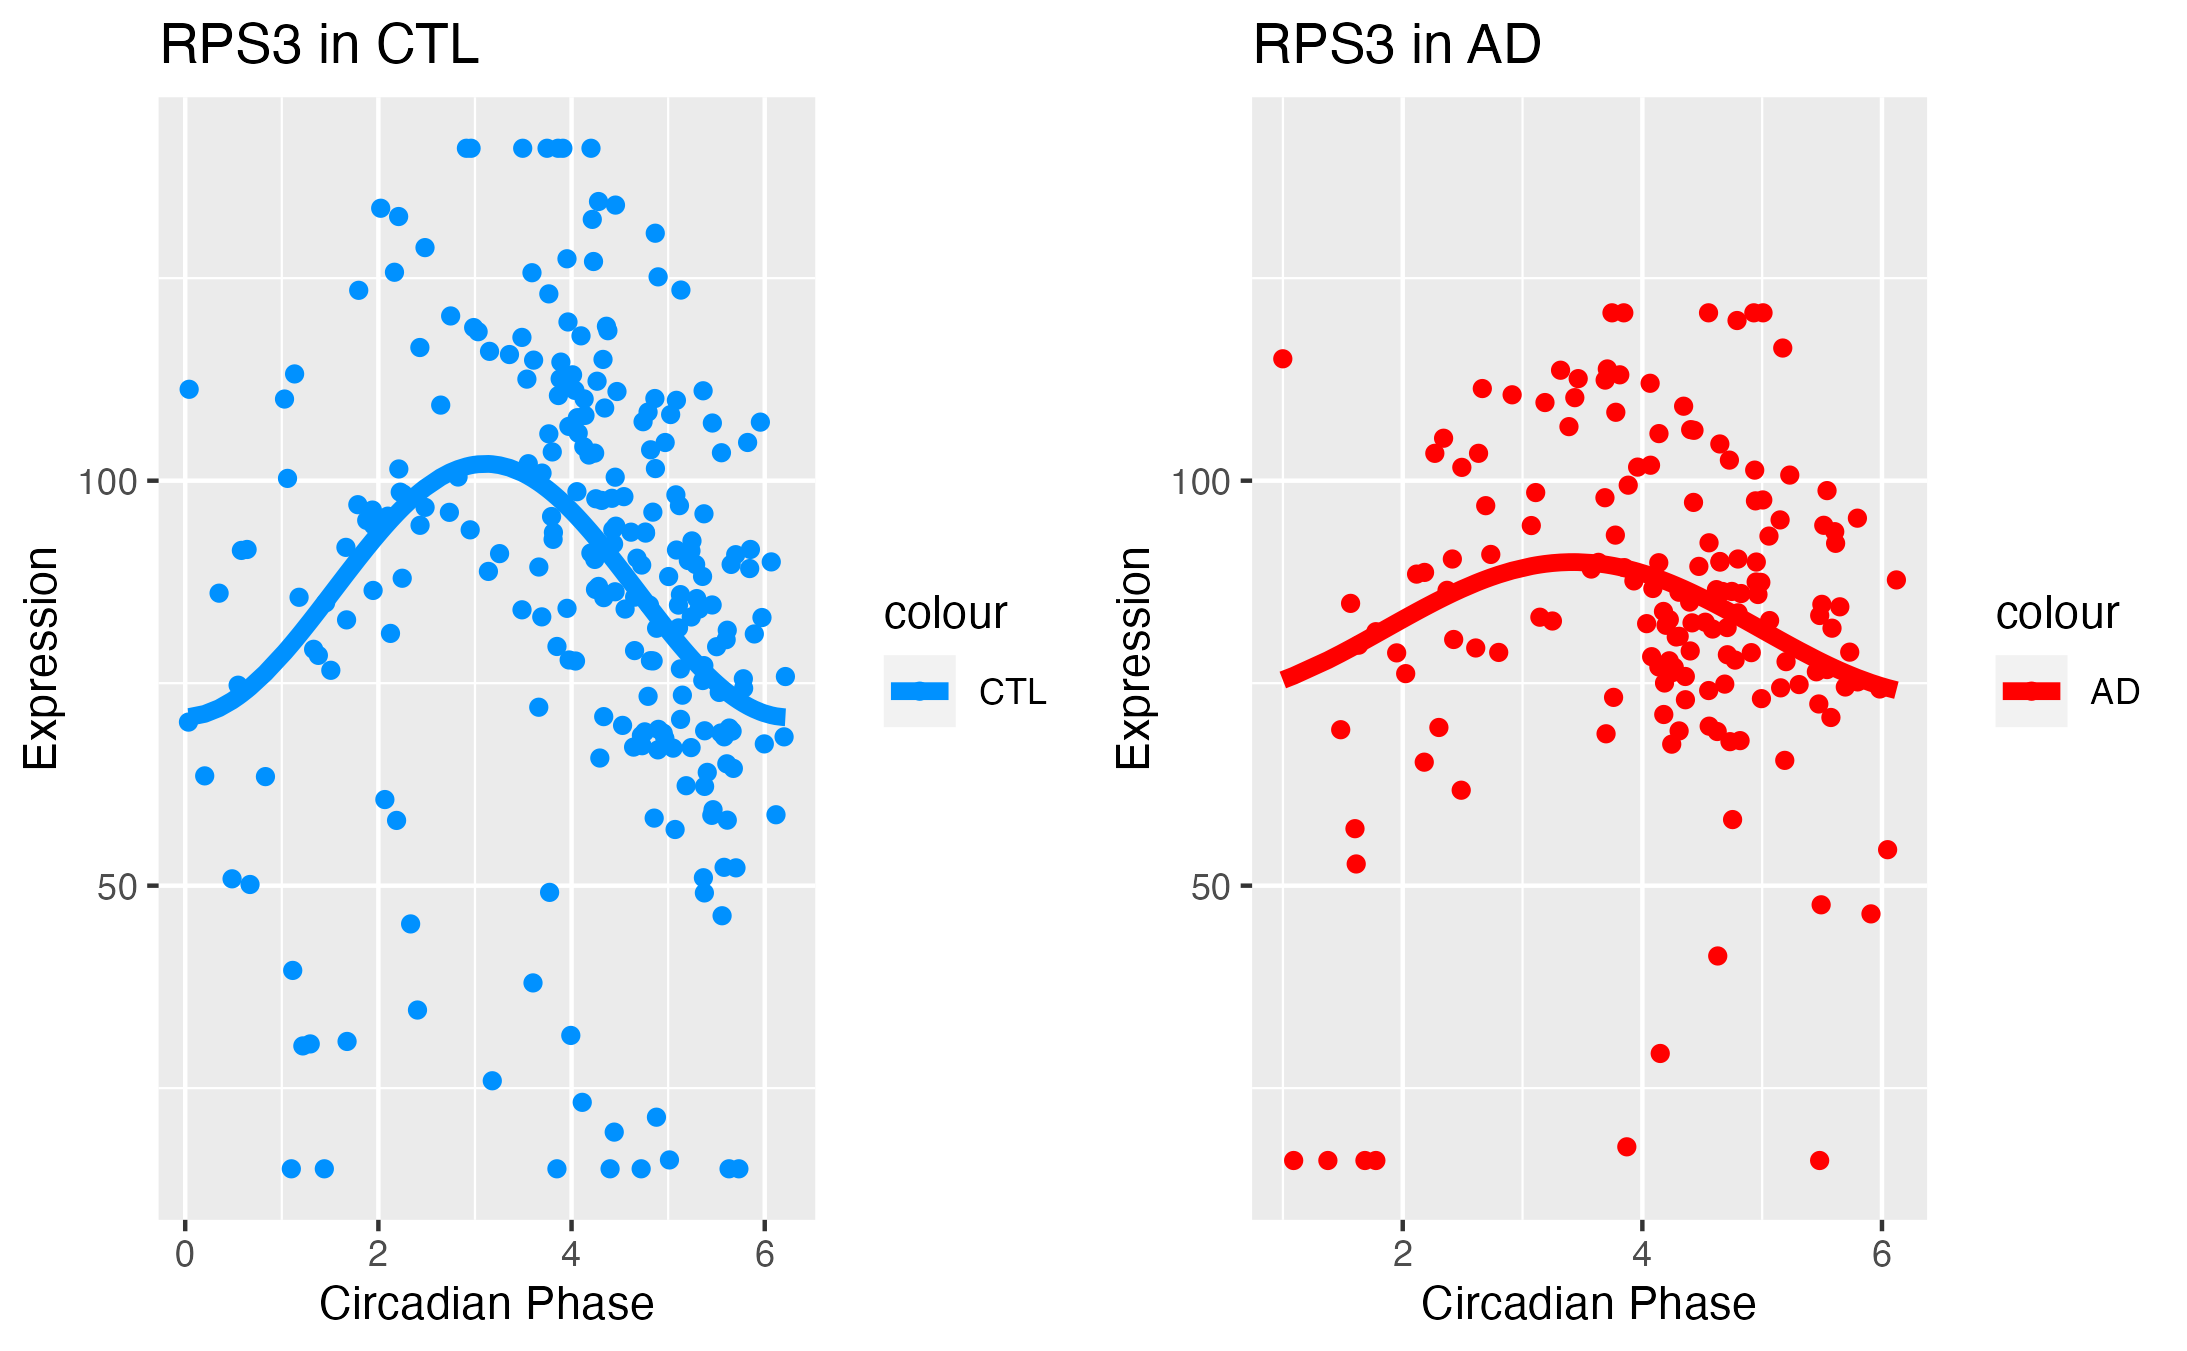 RPS3 in CTL
Expression
100
50
0 2 4 6
Circadian Phase
colour
CTL
RPS3 in AD
Expression
100
50
2 4 6
Circadian Phase
colour
AD